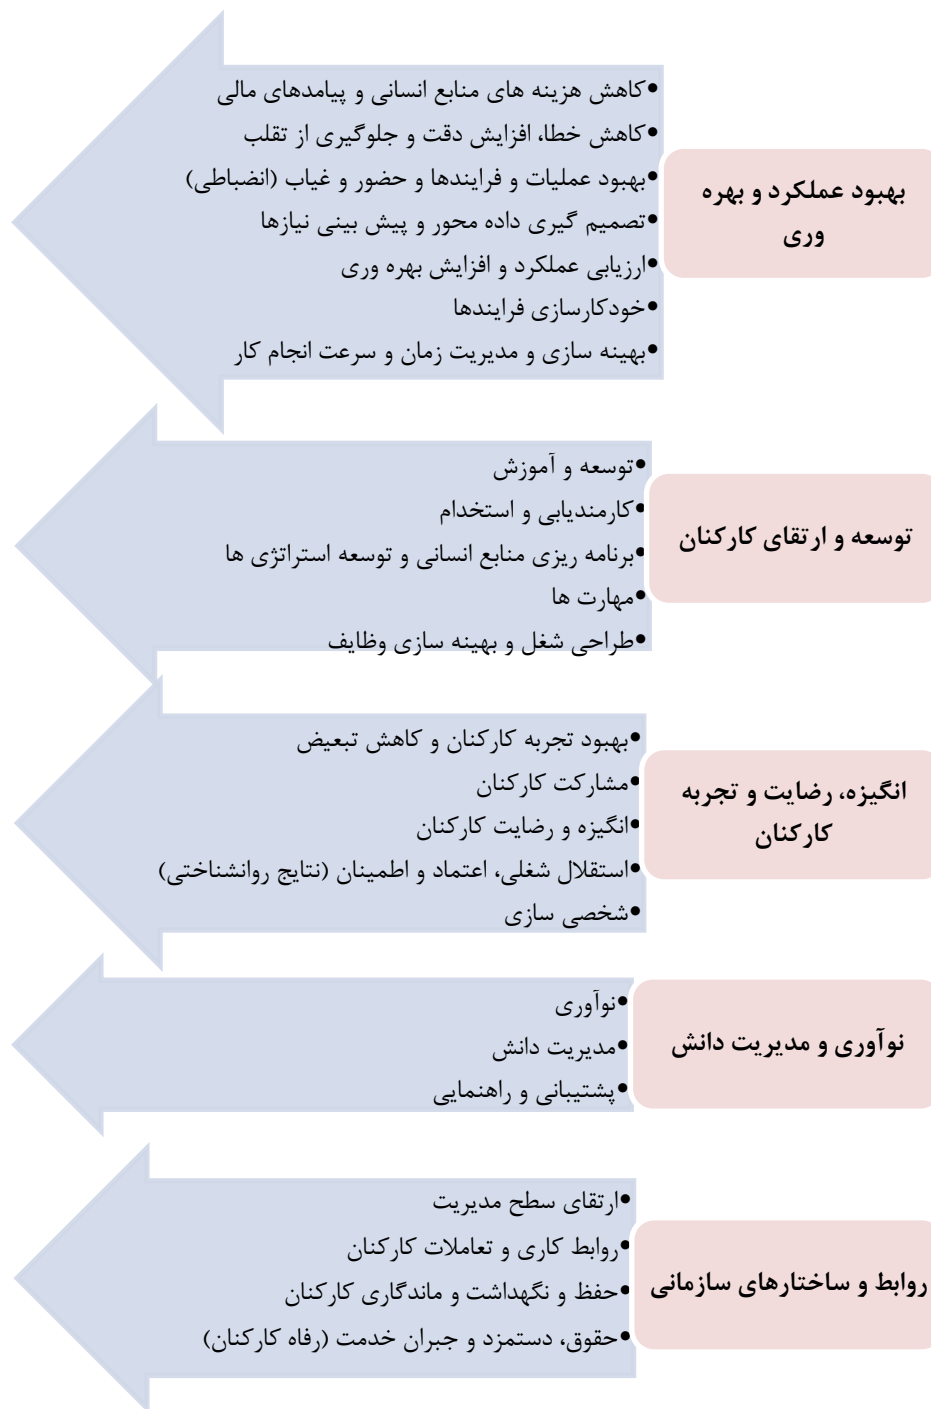 بهبود عملکرد و بهره
وری
•کاهش هزینه های منابع انسانی و پیامدهای مالی
•کاهش خطا، افزایش دقت و جلوگیری از تقلب
•بهبود عملیات و فرایندها و حضور و غیاب (انضباطی)
•تصمیم گیری داده محور و پیش بینی نیازها
•ارزیابی عملکرد و افزایش بهره وری
•خودکارسازی فرایندها
•بهینه سازی و مدیریت زمان و سرعت انجام کار
توسعه و ارتقای کارکنان
•توسعه و آموزش
•کارمندیابی و استخدام
•برنامه ریزی منابع انسانی و توسعه استراتژی ها
•مهارت ها
•طراحی شغل و بهینه سازی وظایف
انگیزه، رضایت و تجربه
کارکنان
•بهبود تجربه کارکنان و کاهش تبعیض
•مشارکت کارکنان
•انگیزه و رضایت کارکنان
•استقلال شغلی، اعتماد و اطمینان (نتایج روانشناختی)
•شخصی سازی
نوآوری و مدیریت دانش
•نوآوری
•مدیریت دانش
•پشتیبانی و راهنمایی
روابط و ساختارهای سازمانی
•ارتقای سطح مدیریت
•روابط کاری و تعاملات کارکنان
•حفظ و نگهداشت و ماندگاری کارکنان
•حقوق، دستمزد و جبران خدمت (رفاه کارکنان)